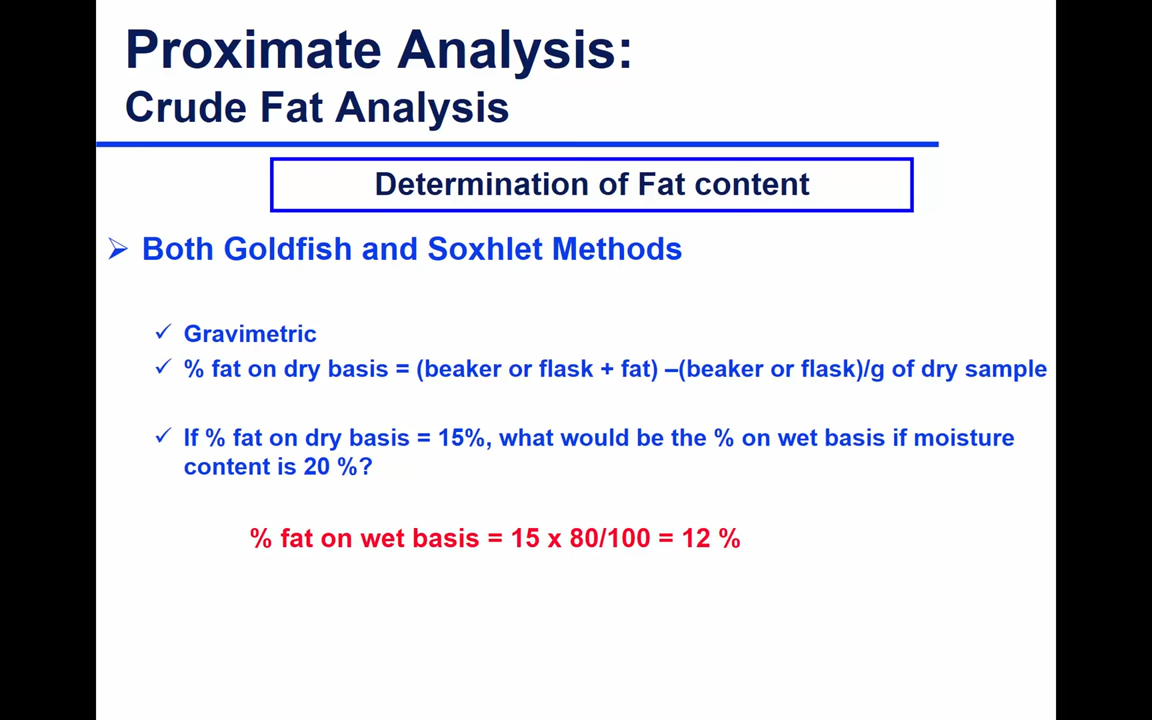 Proximate Analysis:
Crude Fat Analysis
Determination of Fat content
Both Goldfish and Soxhlet Methods
Gravimetric
% fat on dry basis = (beaker or flask + fat) –(beaker or flask)/g of dry sample
If % fat on dry basis = 15%, what would be the % on wet basis if moisture
content is 20 %?
% fat on wet basis = 15 x 80/100 = 12 %